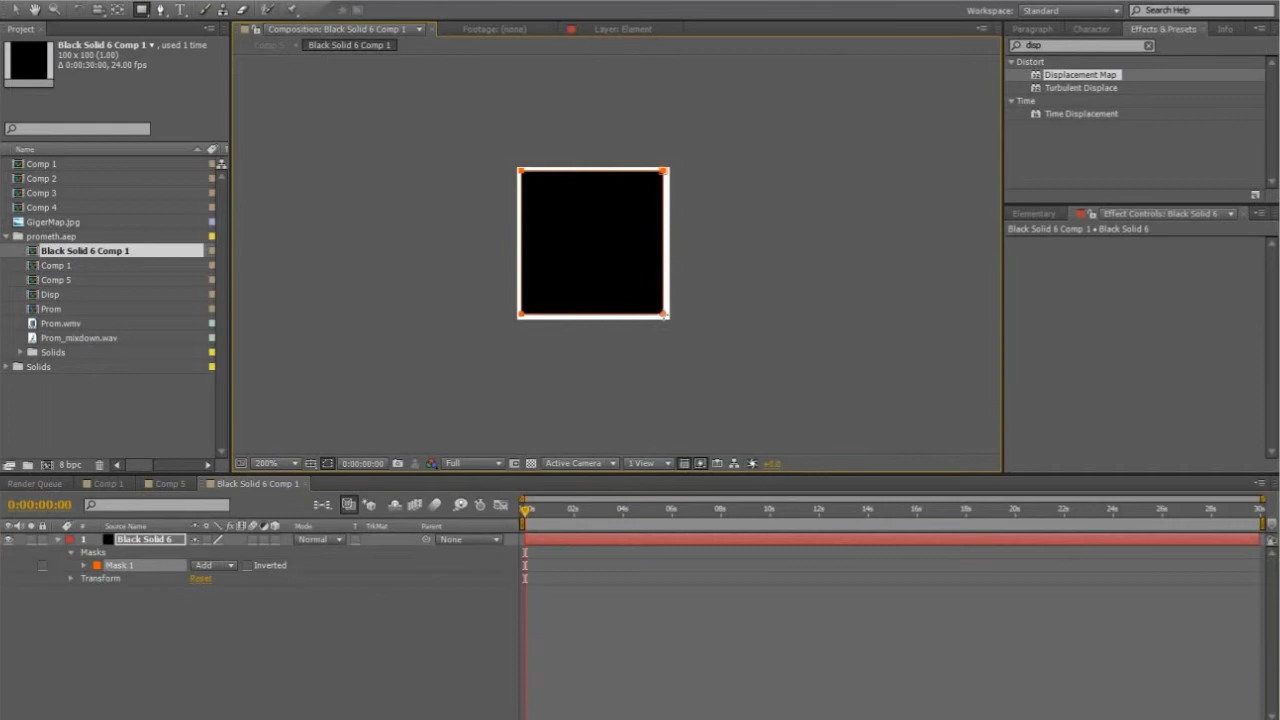 Workspace: Standard
Search Help
Project
Composition: Black Solid 6 Comp 1
Footage: (none)
Layer: Element
Paragraph
Character
Effects & Presets
Info
Black Solid 6 Comp 1 , used 1 time
100 x 100 (1.00)
Δ 0:00:30:00, 24.00 fps
Comp 5
Black Solid 6 Comp 1
disp
Distort
Displacement Map
Turbulent Displace
Time
Time Displacement
Name
Comp 1
Comp 2
Comp 3
Comp 4
GigerMap.jpg
prometh.aep
Black Solid 6 Comp 1
Comp 1
Comp 5
Disp
Prom
Prom.wmv
Prom_mixdown.wav
Solids
Solids
Elementary
Effect Controls: Black Solid 6
Black Solid 6 Comp 1 • Black Solid 6
8 bpc
200%
0:00:00:00
Full
Active Camera
1 View
+0.0
Render Queue
Comp 1
Comp 5
Black Solid 6 Comp 1
0:00:00:00
02s 04s 06s 08s 10s 12s 14s 16s 18s 20s 22s 24s 26s 28s 30s
# Source Name fx Mode T TrkMat Parent
1 Black Solid 6 Normal None
Masks
Mask 1 Add Inverted
Transform Reset